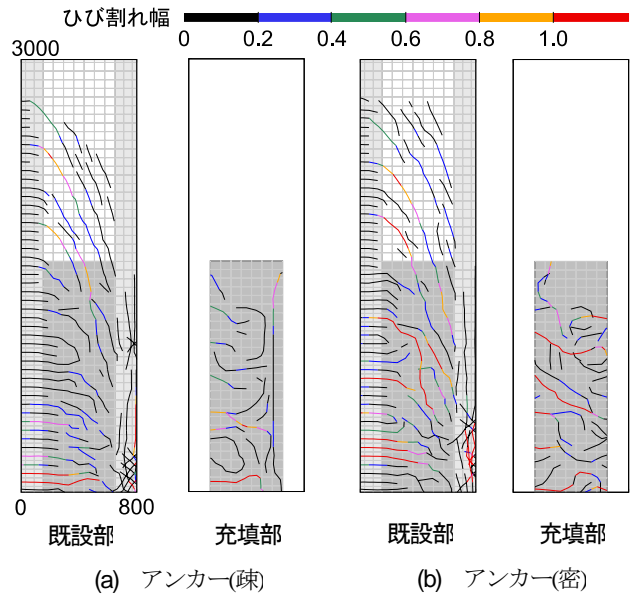 ひび割れ幅
0 0.2 0.4 0.6 0.8 1.0
3000
0 800
既設部 充填部 既設部 充填部
(a) アンカー(疎) (b) アンカー(密)